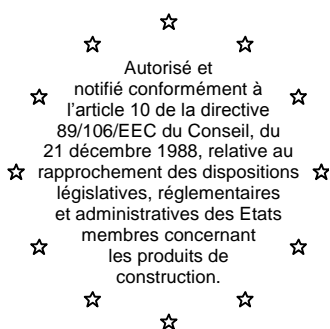 Autorisé et
notifié conformément à
l'article 10 de la directive
89/106/EEC du Conseil, du
21 décembre 1988, relative au
rapprochement des dispositions
législatives, réglementaires
et administratives des Etats
membres concernant
les produits de
construction.